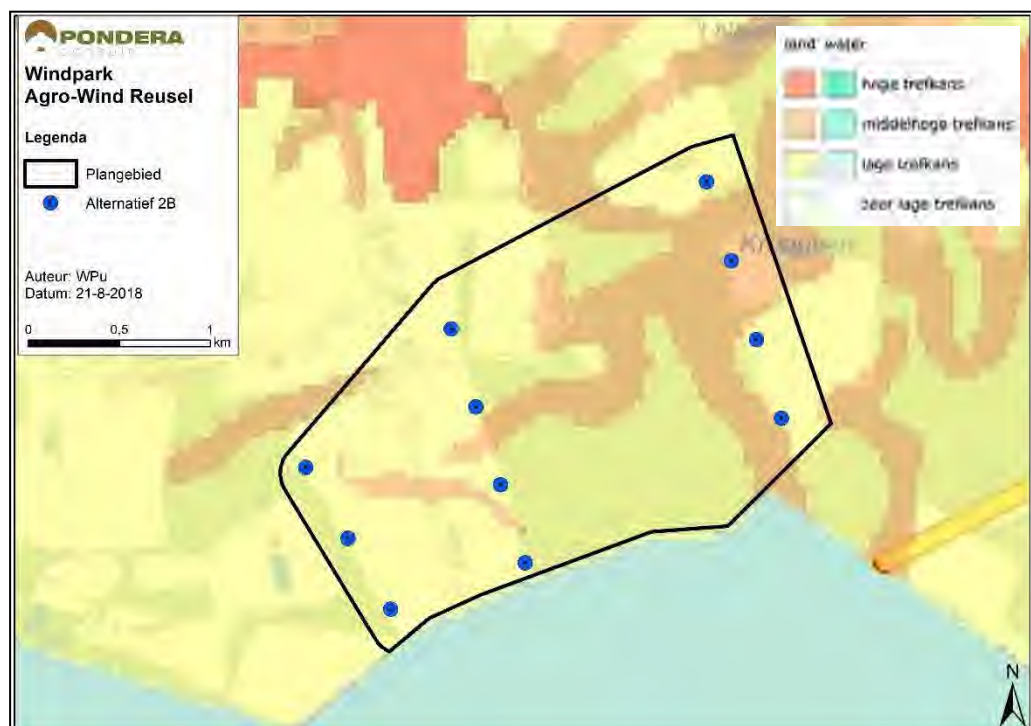 PONDERA
Windpark
Agro-Wind Reusel
Legenda
Plangebied
Alternatief 2B
Auteur: WPu
Datum: 21-8-2018
0 0,5 1
km
land water
hoge trefkans
middelhoge trefkans
lage trefkans
zeer lage trefkans
N